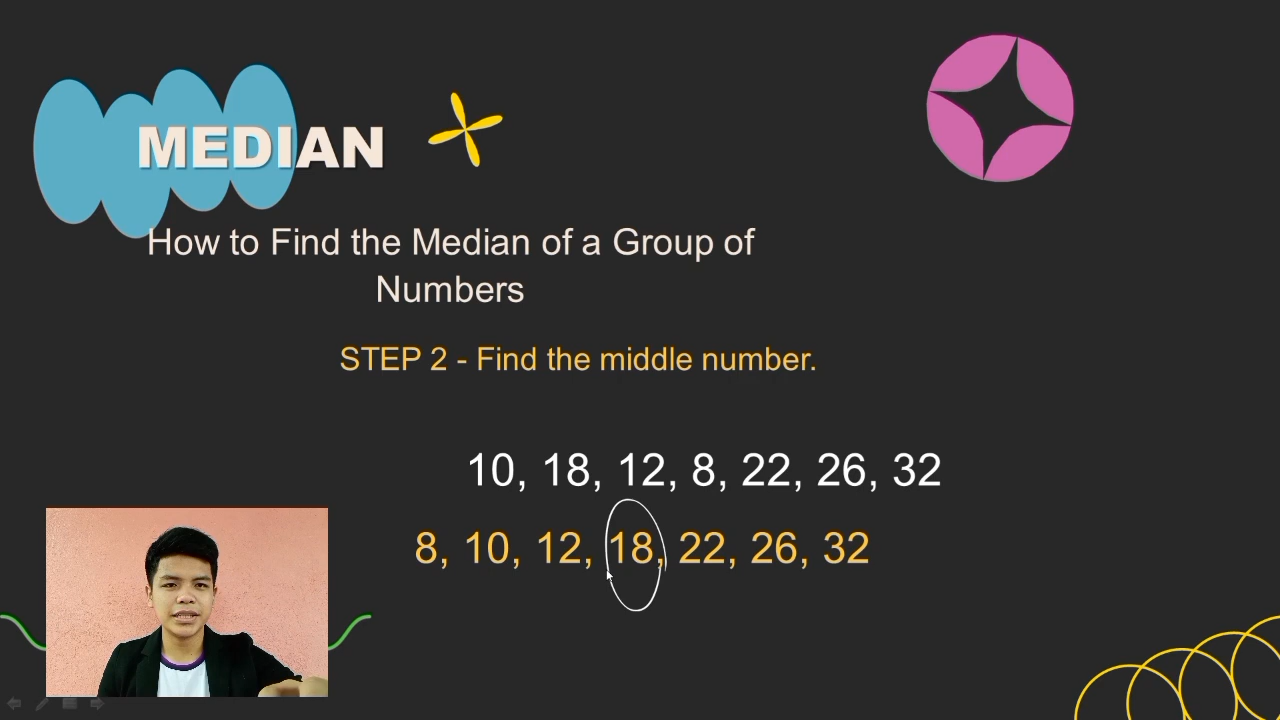 MEDIAN
How to Find the Median of a Group of
Numbers
STEP 2 - Find the middle number.
10, 18, 12, 8, 22, 26, 32
8, 10, 12, 18, 22, 26, 32